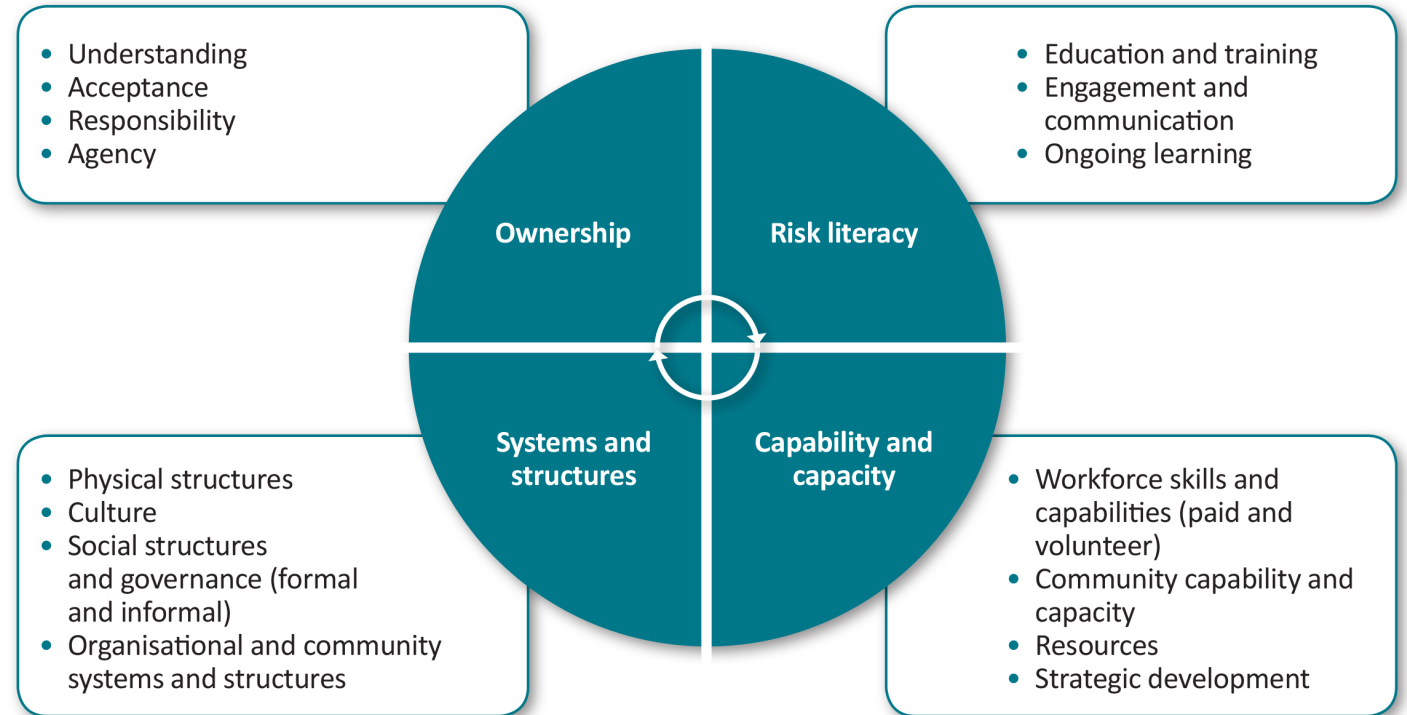 • Understanding
• Acceptance
• Responsibility
• Agency
• Education and training
• Engagement and
communication
• Ongoing learning
Ownership
Risk literacy
Systems and
structures
Capability and
capacity
• Physical structures
• Culture
• Social structures
and governance (formal
and informal)
• Organisational and community
systems and structures
• Workforce skills and
capabilities (paid and
volunteer)
• Community capability and
capacity
• Resources
• Strategic development